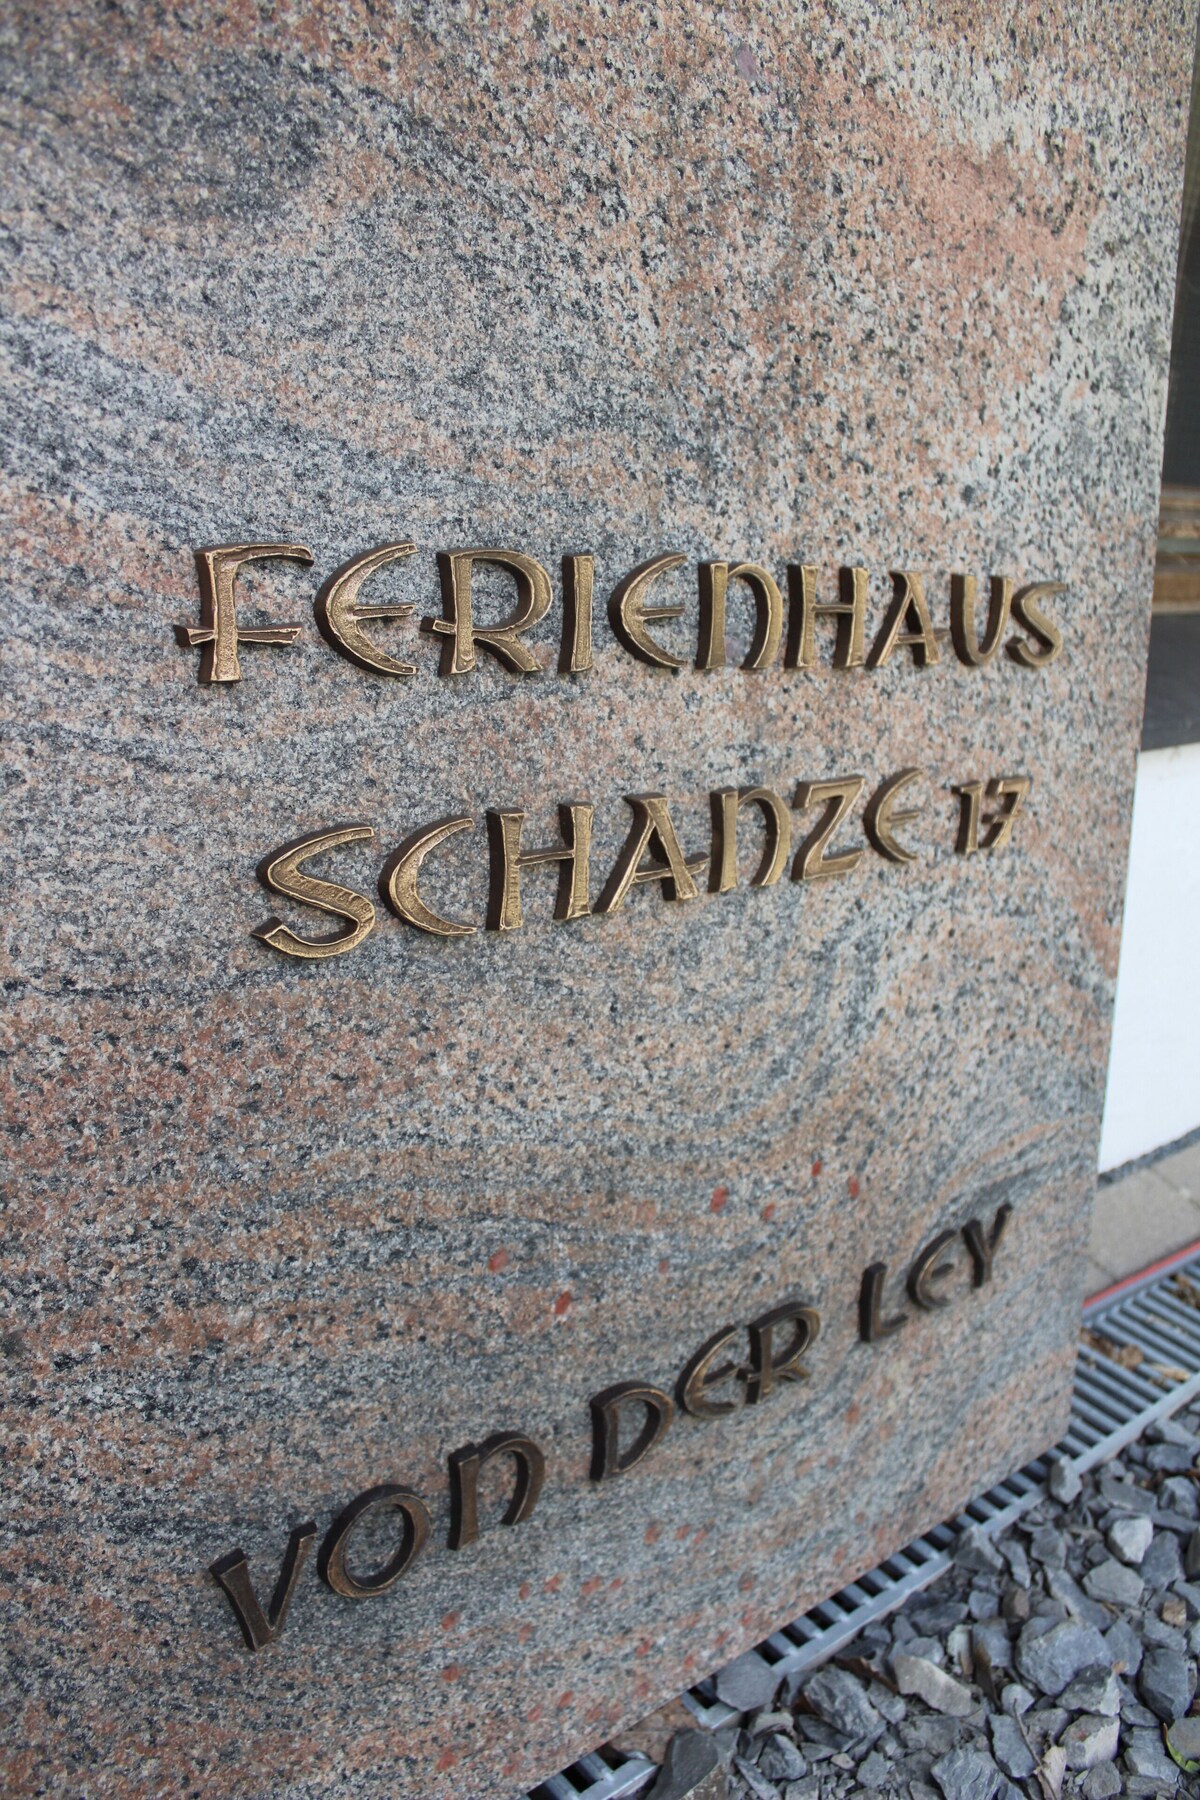 FERIENHAUS
SCHANZE 17
VON DER LEY